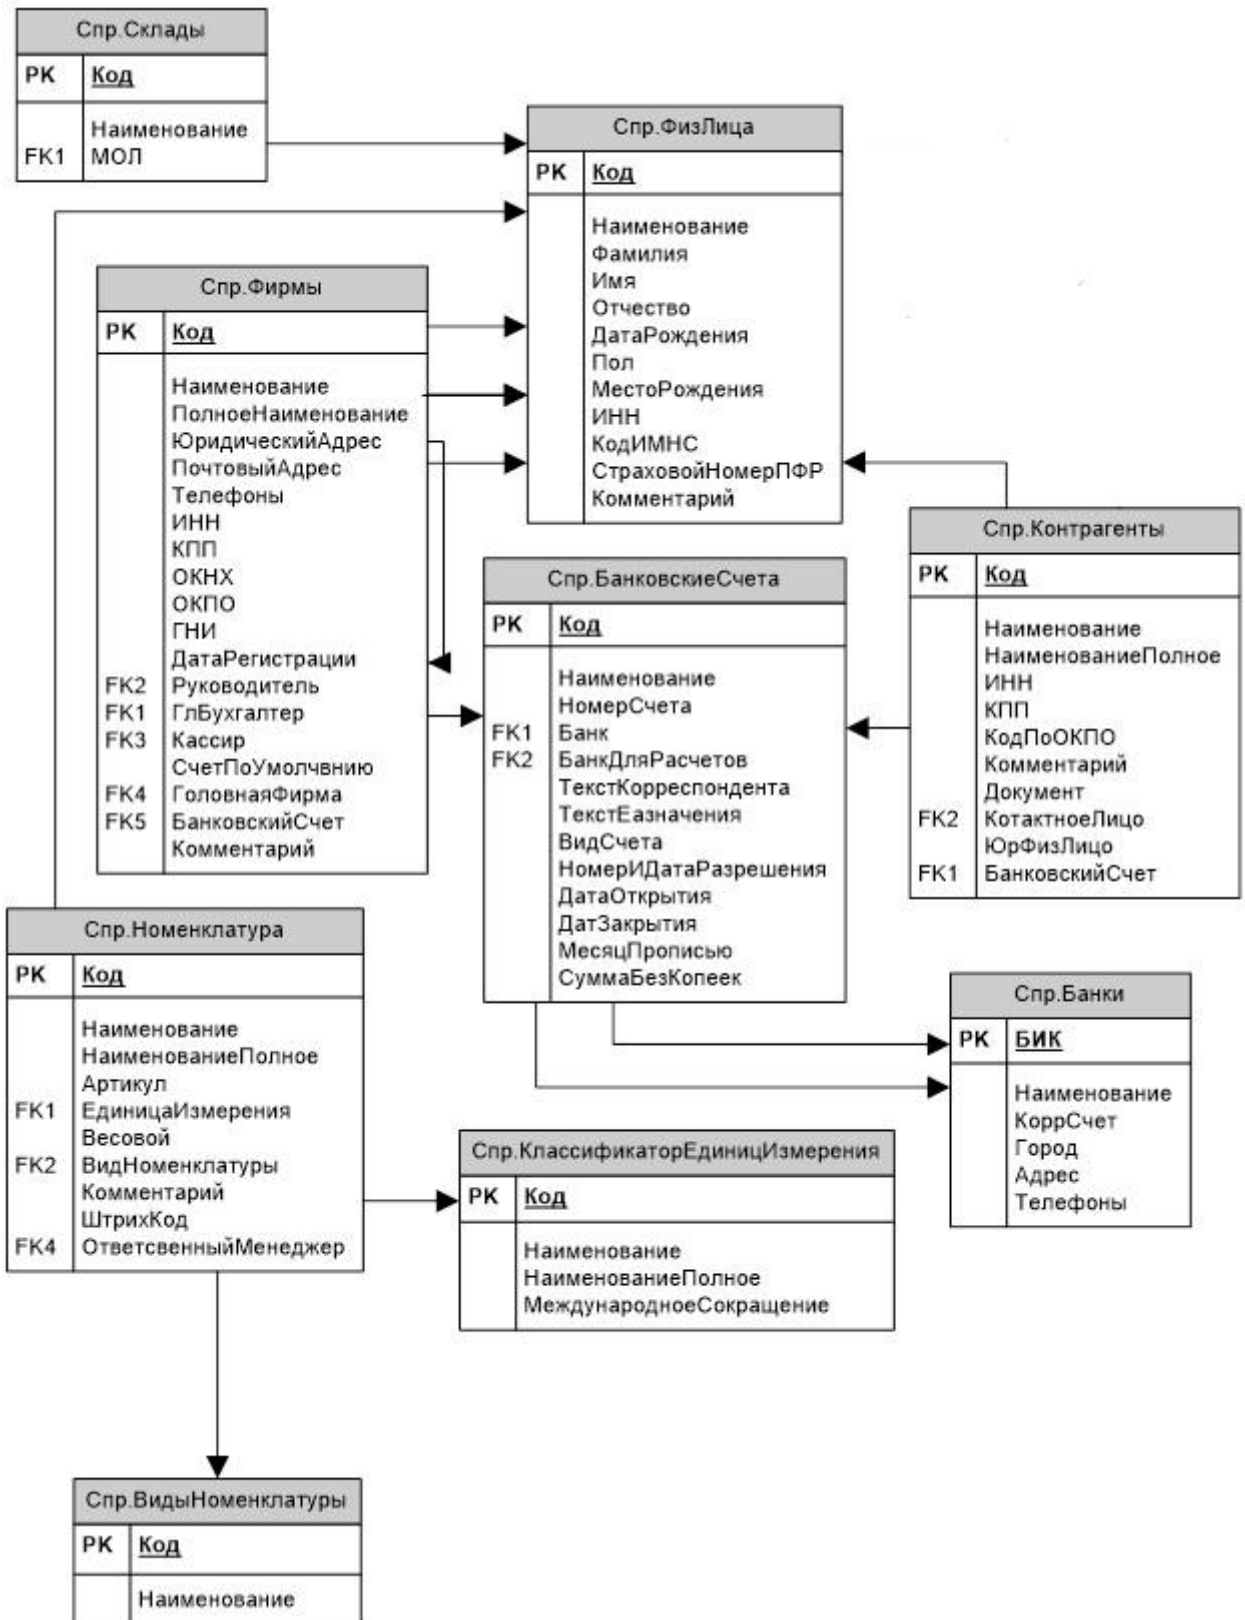 Спр.Склады
PK Код
Наименование
FK1 МОЛ
Спр.ФизЛица
PK Код
Наименование
Фамилия
Имя
Отчество
ДатаРождения
Пол
МестоРождения
ИНН
КодИМНС
СтраховойНомерПФР
Комментарий
Спр.Фирмы
PK Код
Наименование
ПолноеНаименование
ЮридическийАдрес
ПочтовыйАдрес
Телефоны
ИНН
КПП
ОКНХ
ОКПО
ГНИ
ДатаРегистрации
FK2 Руководитель
FK1 ГлБухгалтер
FK3 Кассир
СчетПоУмолчвнию
FK4 ГоловнаяФирма
FK5 БанковскийСчет
Комментарий
Спр.БанковскиеСчета
PK Код
Наименование
НомерСчета
FK1 Банк
FK2 БанкДляРасчетов
ТекстКорреспондента
ТекстЕазначения
ВидСчета
НомерИДатаРазрешения
ДатаОткрытия
ДатЗакрытия
МесяцПрописью
СуммаБезКопеек
Спр.Контрагенты
PK Код
Наименование
НаименованиеПолное
ИНН
КПП
КодПоОКПО
Комментарий
Документ
FK2 КотактноеЛицо
ЮрФизЛицо
FK1 БанковскийСчет
Спр.Номенклатура
PK Код
Наименование
НаименованиеПолное
Артикул
FK1 ЕдиницаИзмерения
Весовой
FK2 ВидНоменклатуры
Комментарий
ШтрихКод
FK4 ОтветсвенныйМенеджер
Спр.Банки
PK БИК
Наименование
КоррСчет
Город
Адрес
Телефоны
Спр.КлассификаторЕдиницИзмерения
PK Код
Наименование
НаименованиеПолное
МеждународноеСокращение
Спр.ВидыНоменклатуры
PK Код
Наименование